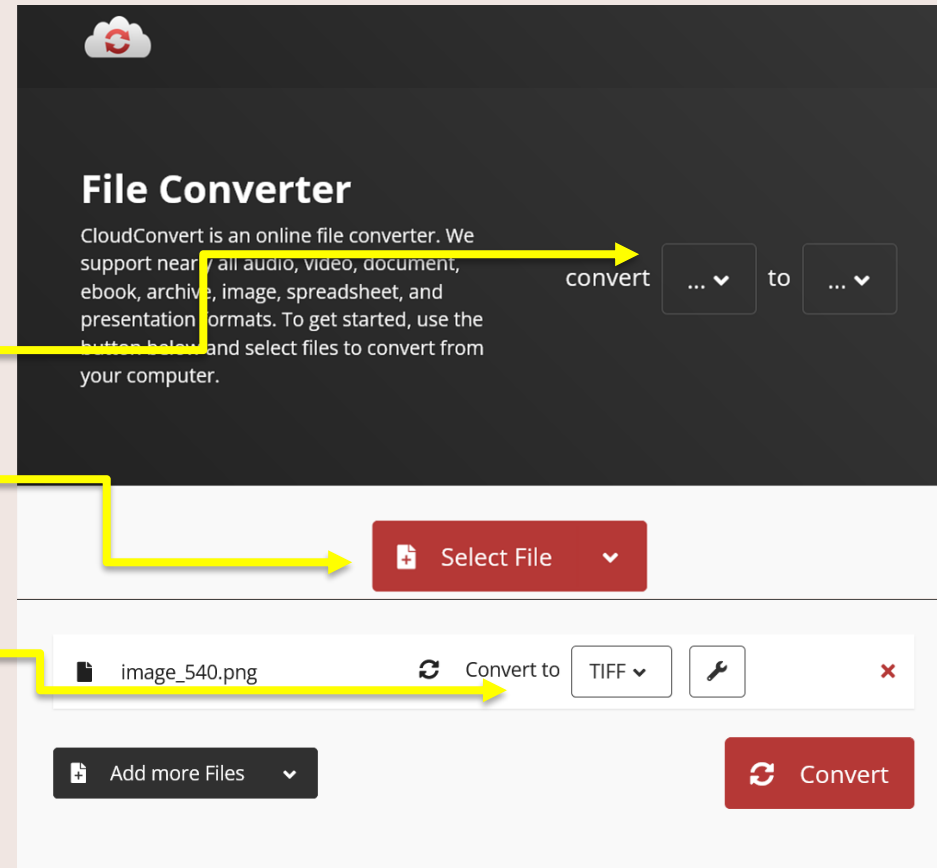 File Converter
CloudConvert is an online file converter. We
support nearly all audio, video, document,
ebook, archive, image, spreadsheet, and
presentation formats. To get started, use the
button below and select files to convert from
your computer.
convert ... to ...
Select File
image_540.png Convert to TIFF
Add more Files
Convert